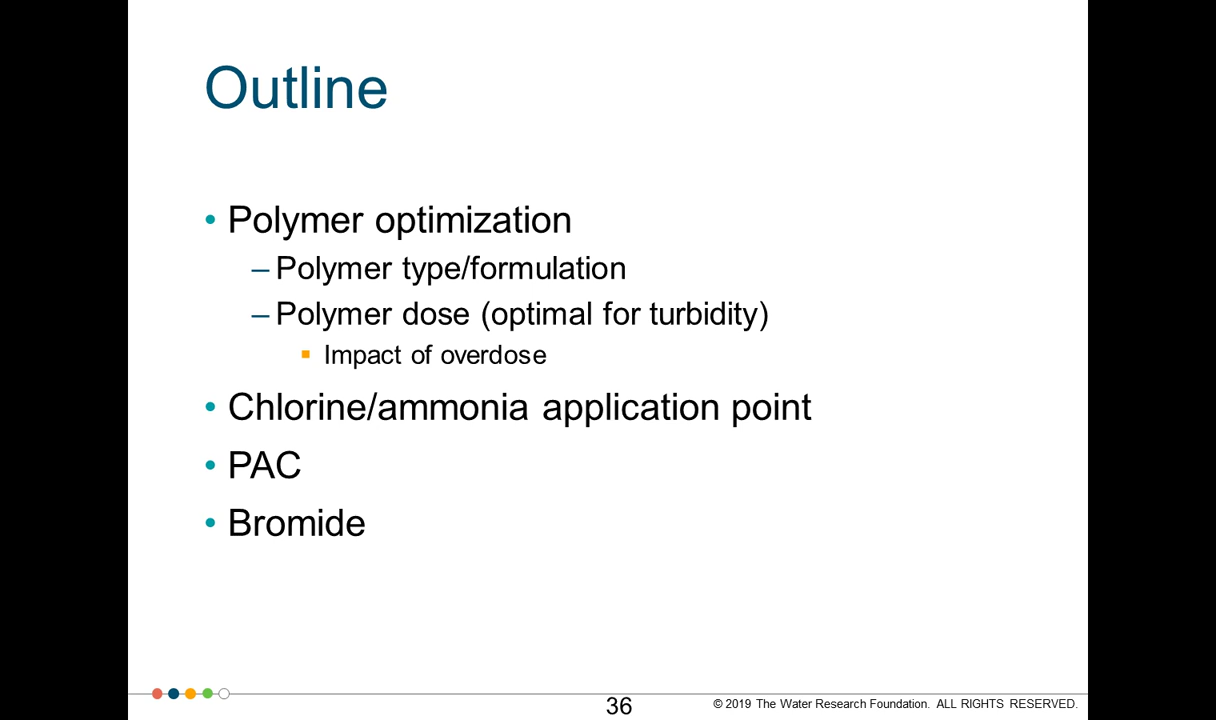 Outline
• Polymer optimization
– Polymer type/formulation
– Polymer dose (optimal for turbidity)
▪ Impact of overdose
• Chlorine/ammonia application point
• PAC
• Bromide
36
© 2019 The Water Research Foundation. ALL RIGHTS RESERVED.